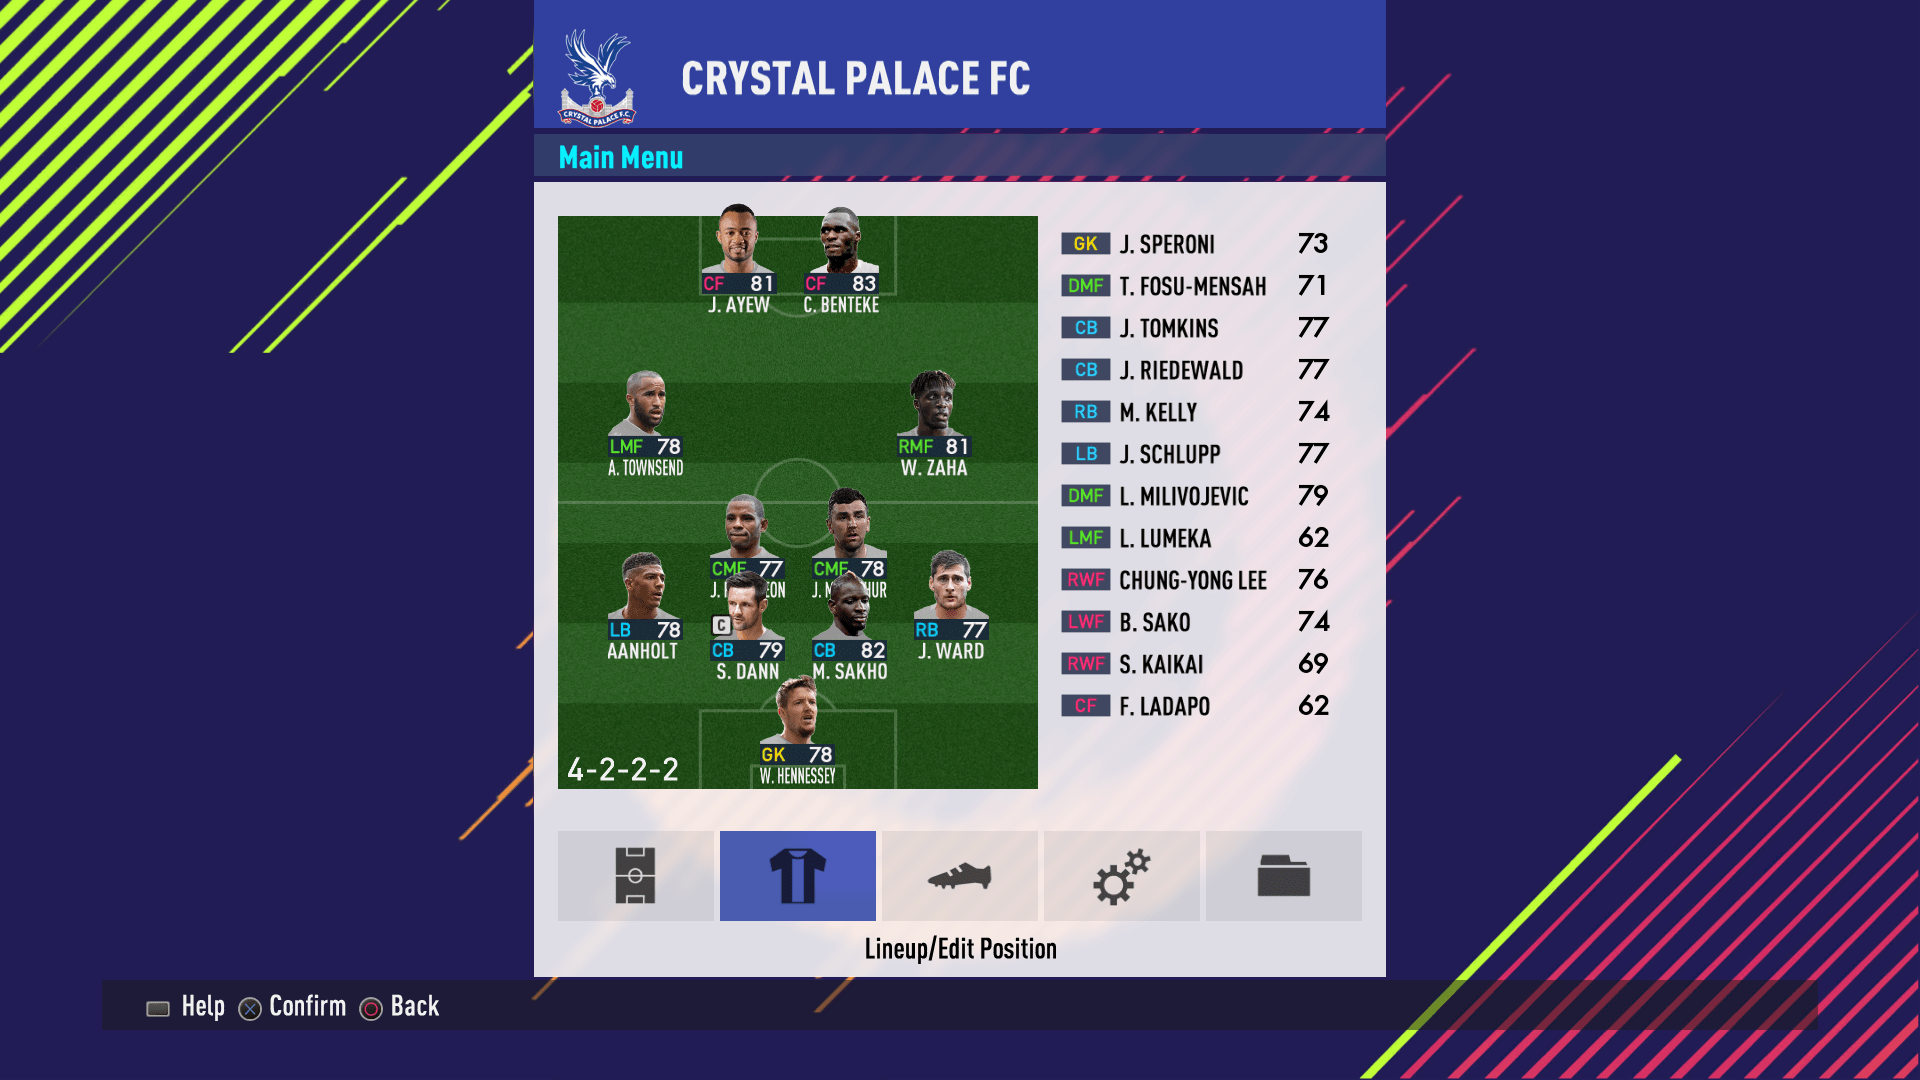 CRYSTAL PALACE F.C.
CRYSTAL PALACE FC
Main Menu
CF 81
J. AYEW
CF 83
C. BENTEKE
LMF 78
A. TOWNSEND
RMF 81
W. ZAHA
CMF 77
CMF 78
LB 78
AANHOLT
C
CB 79
S. DANN
CB 82
M. SAKHO
RB 77
J. WARD
GK 78
W. HENNESSEY
4-2-2-2
GK J. SPERONI 73
DMF T. FOSU-MENSAH 71
CB J. TOMKINS 77
CB J. RIEDEWALD 77
RB M. KELLY 74
LB J. SCHLUPP 77
DMF L. MILIVOJEVIC 79
LMF L. LUMEKA 62
RWF CHUNG-YONG LEE 76
LWF B. SAKO 74
RWF S. KAIKAI 69
CF F. LADAPO 62
Lineup/Edit Position
Help Confirm Back